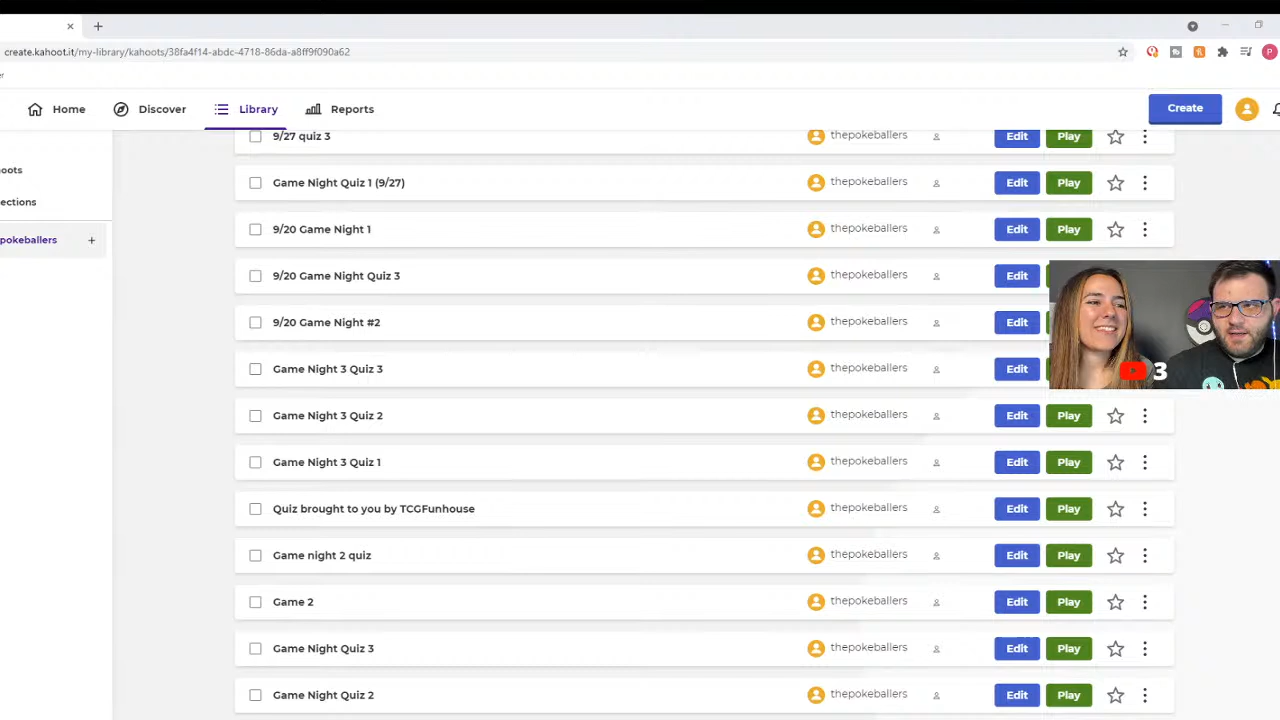 create.kahoot.it/my-library/kahoots/38fa4f14-abdc-4718-86da-a8ff9f090a62
P
er
Home Discover Library Reports Create
9/27 quiz 3 thepokeballers Edit Play
hoots
Game Night Quiz 1 (9/27) thepokeballers Edit Play
ections
9/20 Game Night 1 thepokeballers Edit Play
pokeballers +
9/20 Game Night Quiz 3 thepokeballers Edit
9/20 Game Night #2 thepokeballers Edit
Game Night 3 Quiz 3 thepokeballers Edit
3
Game Night 3 Quiz 2 thepokeballers Edit Play
Game Night 3 Quiz 1 thepokeballers Edit Play
Quiz brought to you by TCGFunhouse thepokeballers Edit Play
Game night 2 quiz thepokeballers Edit Play
Game 2 thepokeballers Edit Play
Game Night Quiz 3 thepokeballers Edit Play
Game Night Quiz 2 thepokeballers Edit Play